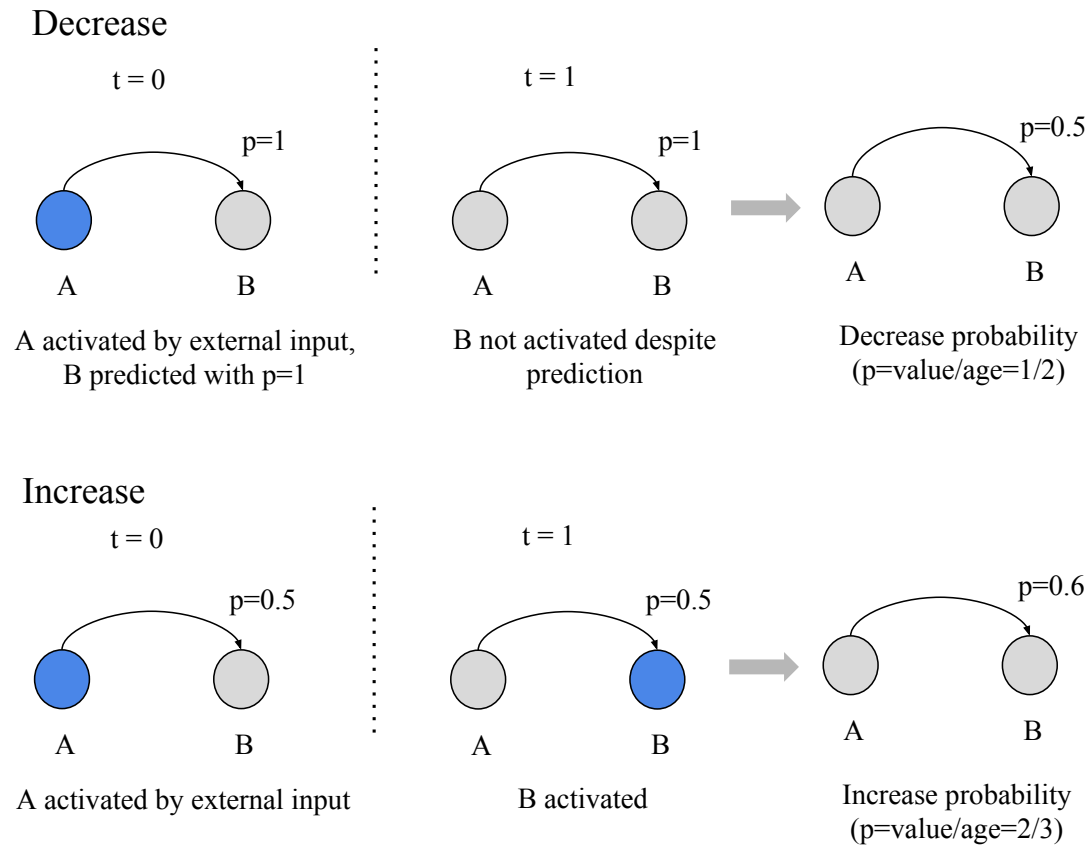 Decrease
t = 0
t = 1
p=1
p=1
p=0.5
A
B
A
B
A
B
A activated by external input,
B predicted with p=1
B not activated despite
prediction
Decrease probability
(p=value/age=1/2)
Increase
t = 0
t = 1
p=0.5
p=0.5
p=0.6
A
B
A
B
A
B
A activated by external input
B activated
Increase probability
(p=value/age=2/3)